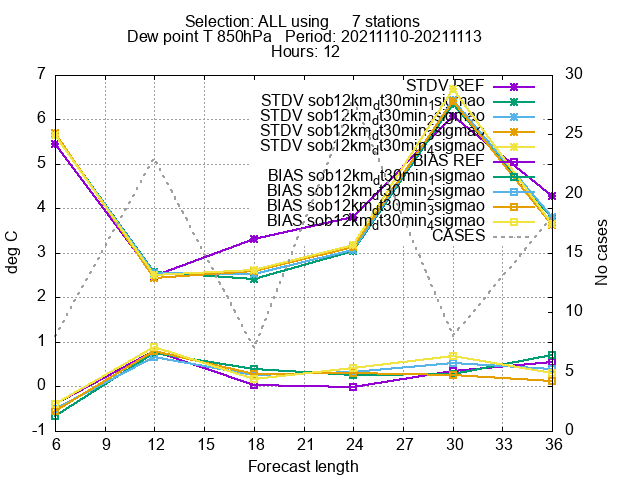 Selection: ALL using 7 stations
Dew point T 850hPa Period: 20211110-20211113
Hours: 12
STDV REF
STDV sob12km_dt30min_1sigmao
STDV sob12km_dt30min_2sigmao
STDV sob12km_dt30min_3sigmao
STDV sob12km_dt30min_4sigmao
BIAS REF
BIAS sob12km_dt30min_1sigmao
BIAS sob12km_dt30min_2sigmao
BIAS sob12km_dt30min_3sigmao
BIAS sob12km_dt30min_4sigmao
CASES
deg C
7
6
5
4
3
2
1
0
-1
30
25
20
15
10
5
0
No cases
6 9 12 15 18 21 24 27 30 33 36
Forecast length